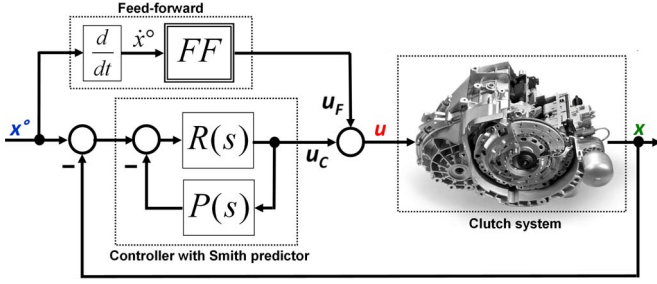 Feed-forward
d
dt
ẋ°
FF
u_F
x°
R(s)
u_C
u
x
P(s)
Clutch system
Controller with Smith predictor